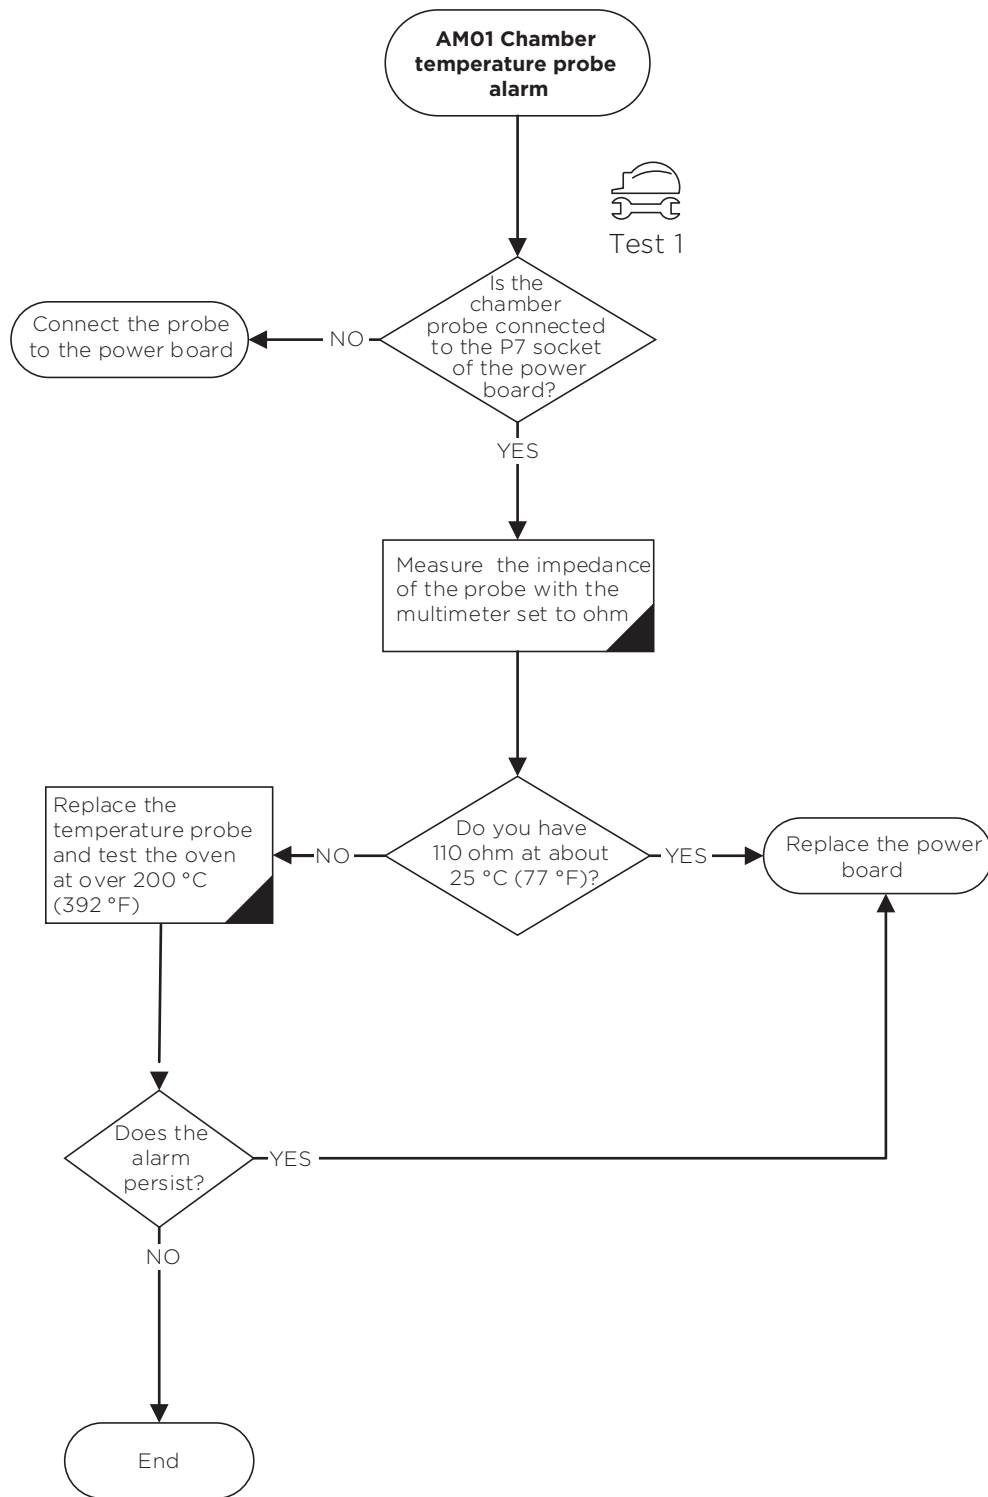 AM01 Chamber
temperature probe
alarm
Test 1
Is the
chamber
probe connected
to the P7 socket
of the power
board?
NO
Connect the probe
to the power board
YES
Measure the impedance
of the probe with the
multimeter set to ohm
Do you have
110 ohm at about
25 °C (77 °F)?
NO
YES
Replace the
temperature probe
and test the oven
at over 200 °C
(392 °F)
Replace the power
board
Does the
alarm
persist?
YES
NO
End